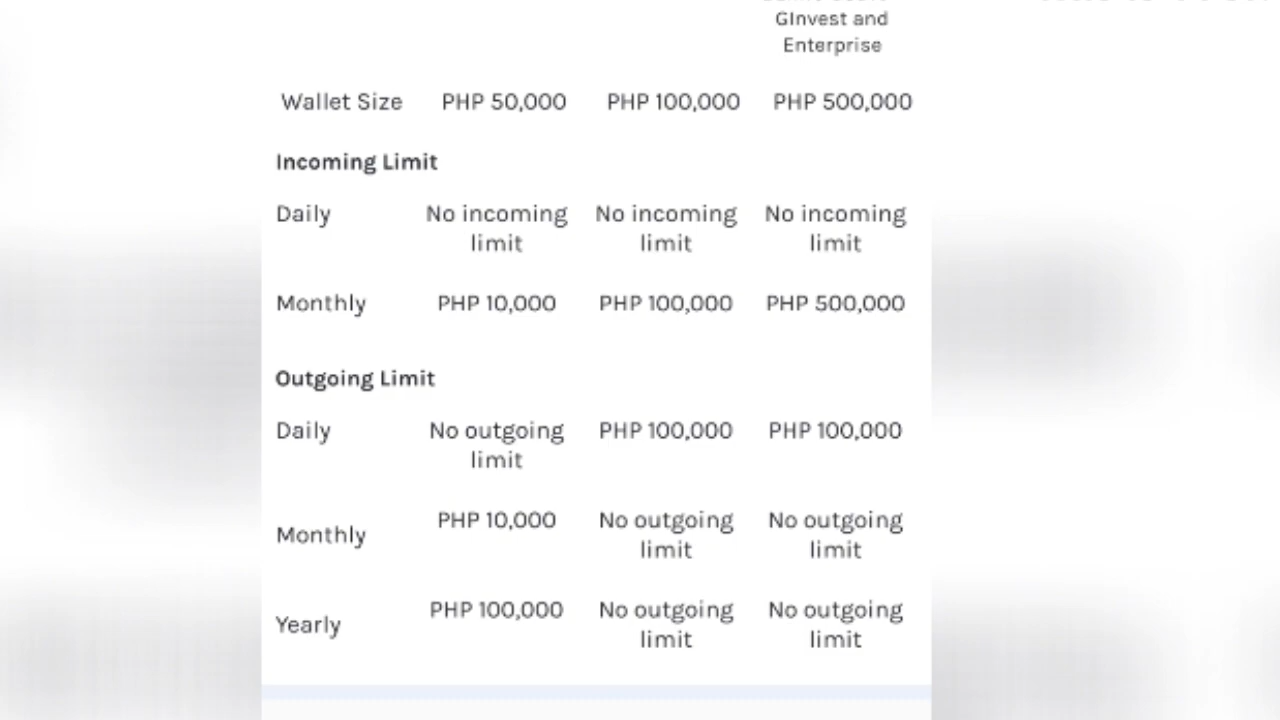 GInvest and
Enterprise
Wallet Size PHP 50,000 PHP 100,000 PHP 500,000
Incoming Limit
Daily No incoming limit No incoming limit No incoming limit
Monthly PHP 10,000 PHP 100,000 PHP 500,000
Outgoing Limit
Daily No outgoing limit PHP 100,000 PHP 100,000
Monthly PHP 10,000 No outgoing limit No outgoing limit
Yearly PHP 100,000 No outgoing limit No outgoing limit